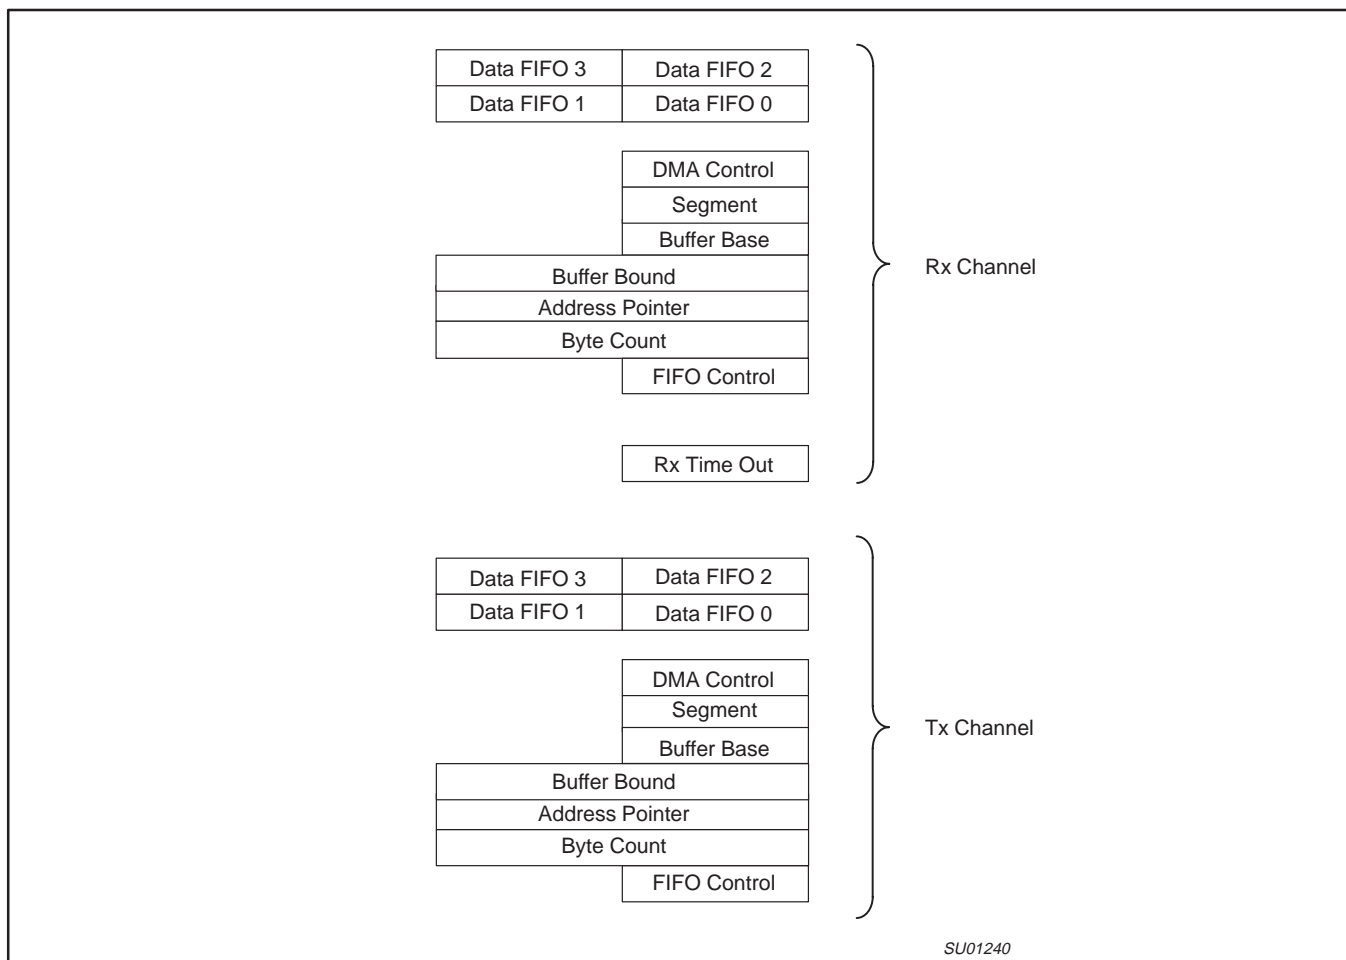 Data FIFO 3 Data FIFO 2
Data FIFO 1 Data FIFO 0
DMA Control
Segment
Buffer Base
Buffer Bound
Address Pointer
Byte Count
FIFO Control
Rx Time Out
Rx Channel
Data FIFO 3 Data FIFO 2
Data FIFO 1 Data FIFO 0
DMA Control
Segment
Buffer Base
Buffer Bound
Address Pointer
Byte Count
FIFO Control
Tx Channel
SU01240